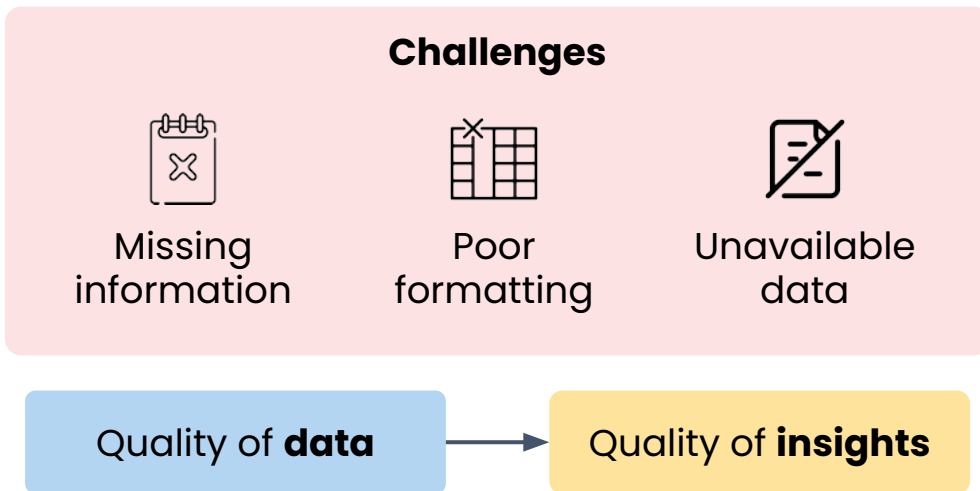 Challenges
Missing
information
Poor
formatting
Unavailable
data
Quality of data
Quality of insights